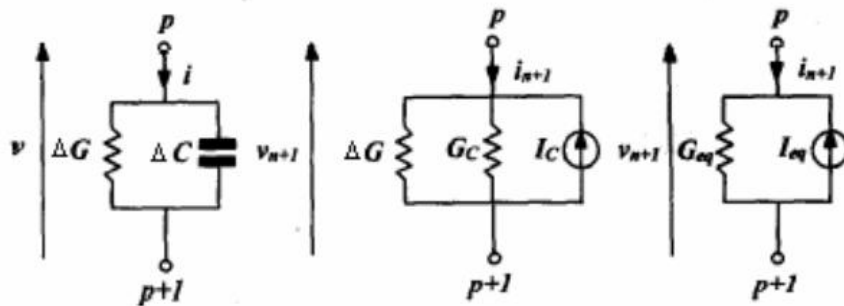 p p p
i i_{n+1} i_{n+1}
v ΔG ΔC v_{n+1} ΔG G_C I_C v_{n+1} G_{eq} I_{eq}
p+1 p+1 p+1